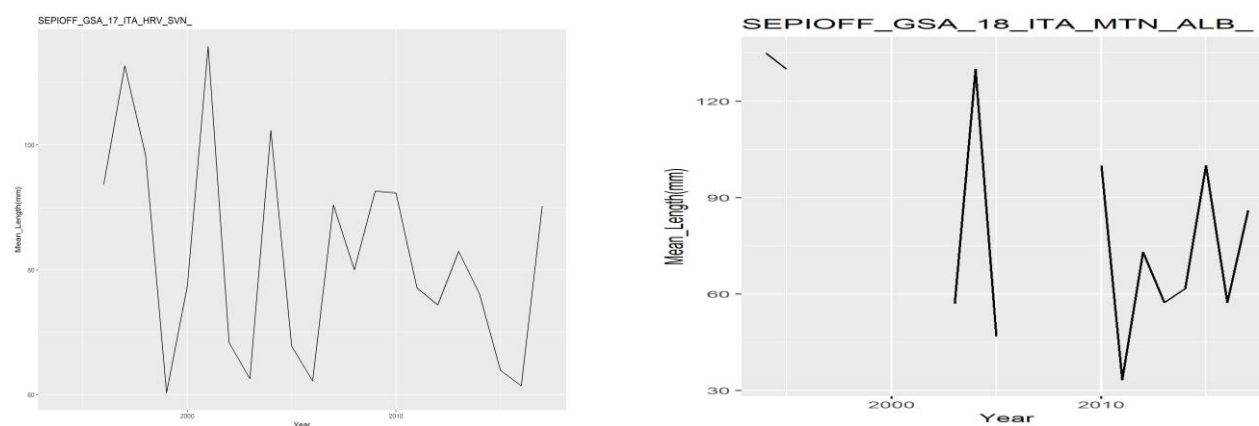 SEPIOFF_GSA_17_ITA_HRV_SVN_
Mean_Length(mm)
100
80
60
2000
2010
Year
SEPIOFF_GSA_18_ITA_MTN_ALB_
Mean_Length(mm)
120
90
60
30
2000
2010
Year